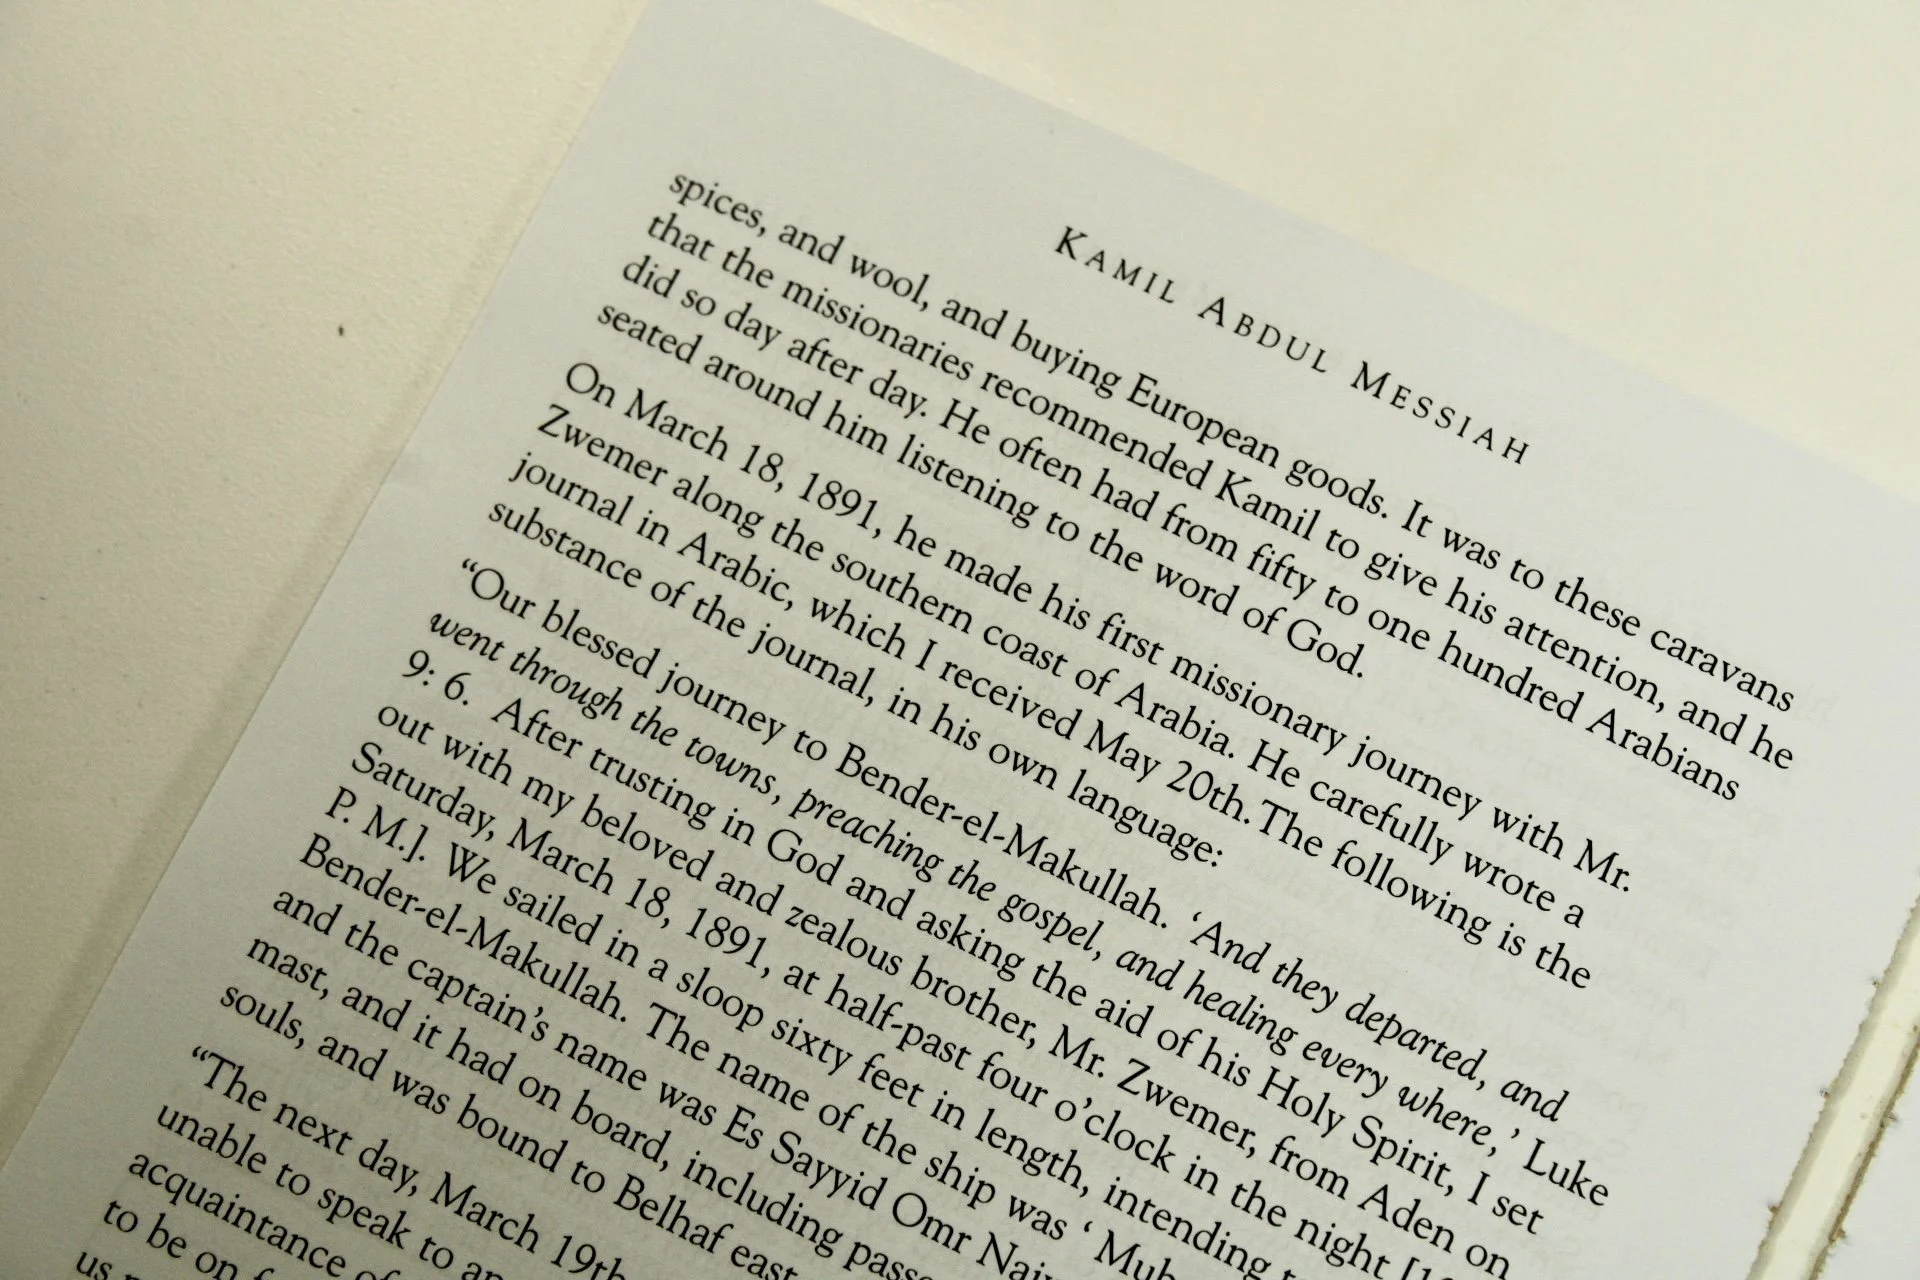 KAMIL ABDUL MESSIAH
spices, and wool, and buying European goods. It was to these caravans
that the missionaries recommended Kamil to give his attention, and he
did so day after day. He often had from fifty to one hundred Arabians
seated around him listening to the word of God.
On March 18, 1891, he made his first missionary journey with Mr.
Zwemer along the southern coast of Arabia. He carefully wrote a
journal in Arabic, which I received May 20th. The following is the
substance of the journal, in his own language:
“Our blessed journey to Bender-el-Makullah. ‘And they departed, and
went through the towns, preaching the gospel, and healing every where,’ Luke
9: 6. After trusting in God and asking the aid of his Holy Spirit, I set
out with my beloved and zealous brother, Mr. Zwemer, from Aden on
Saturday, March 18, 1891, at half-past four o’clock in the night
P. M.]. We sailed in a sloop sixty feet in length, intending
Bender-el-Makullah. The name of the ship was ‘
and the captain’s name was Es Sayyid Omr
mast, and it had on board, including
souls, and was bound to Belhaf east
“The next day, March 19th
unable to speak to
acquaintance
to be on
us